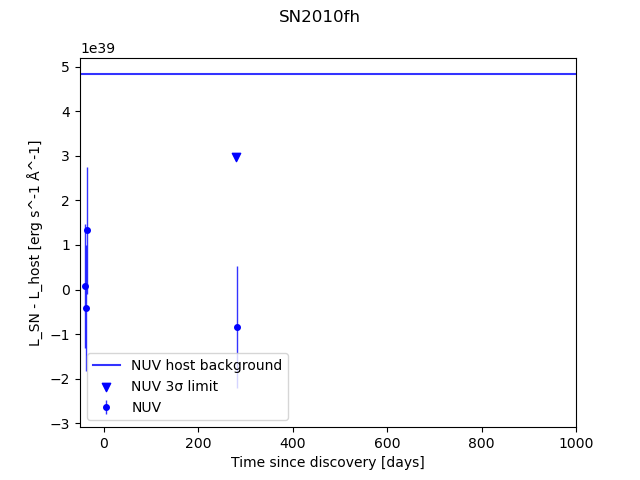 SN2010fh
1e39
L_SN - L_host [erg s^-1 Å^-1]
5
4
3
2
1
0
−1
−2
−3
NUV host background
NUV 3σ limit
NUV
0 200 400 600 800 1000
Time since discovery [days]